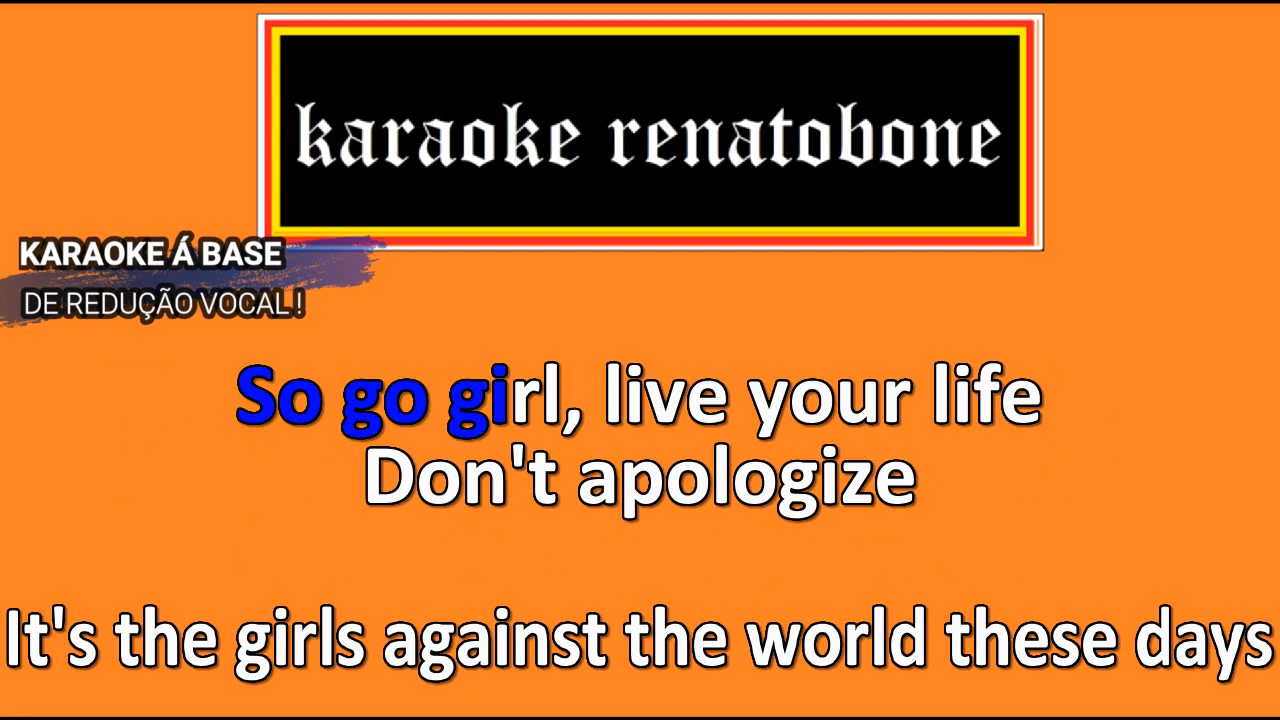 karaoke renatobone
KARAOKE Á BASE
DE REDUÇÃO VOCAL !
So go girl, live your life
Don't apologize
It's the girls against the world these days